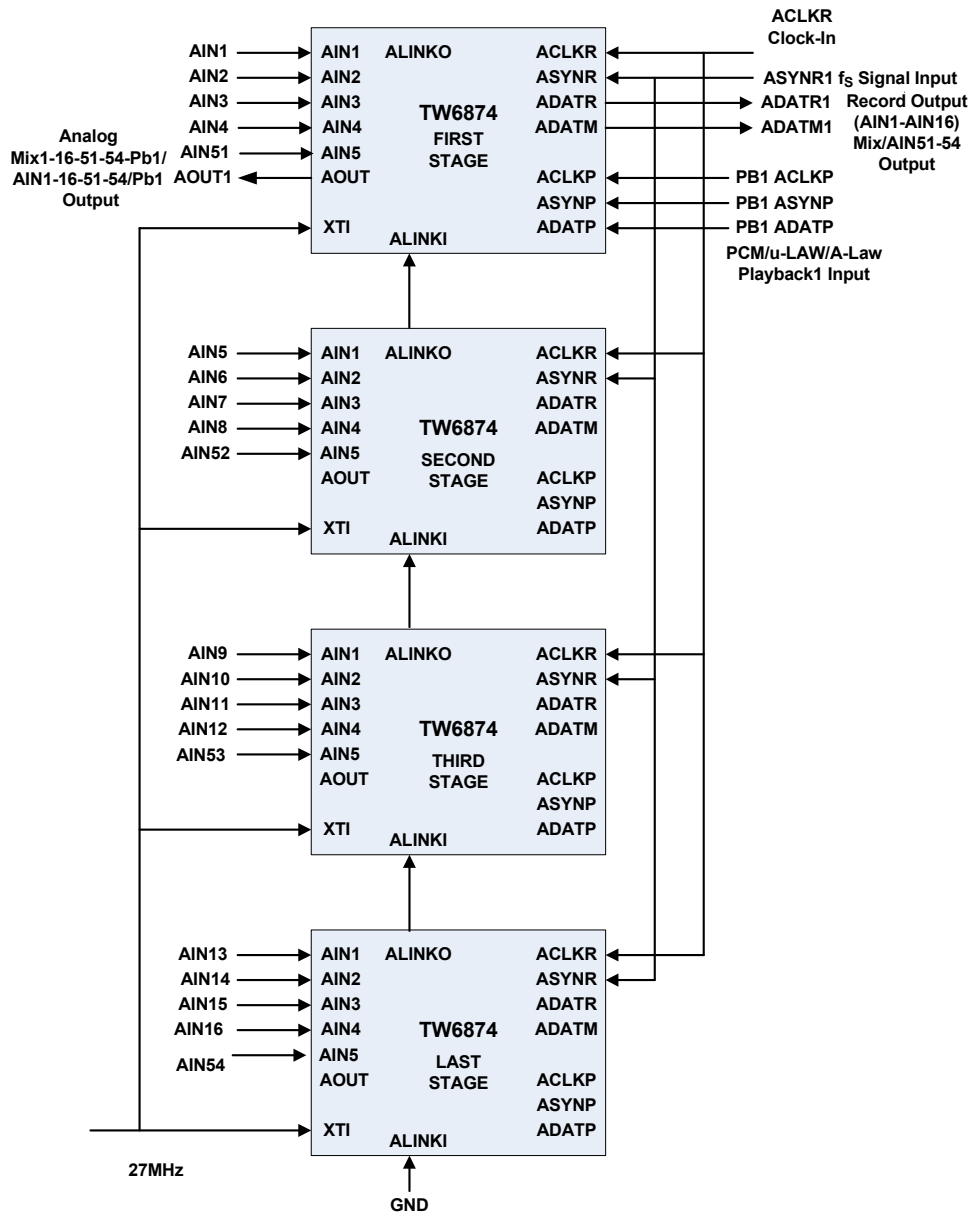 ACLKR
Clock-In
AIN1 AIN1 ALINKO ACLKR
AIN2 AIN2 ASYNR ASYNR1 fS Signal Input
AIN3 AIN3 TW6874 ADATR ADATR1 Record Output
AIN4 AIN4 FIRST ADATM ADATM1 (AIN1-AIN16)
Mix/AIN51-54
Output
AIN51 AIN5 STAGE
Analog
Mix1-16-51-54-Pb1/
AIN1-16-51-54/Pb1
Output
AOUT1 AOUT ACLKP PB1 ACLKP
ASYNP PB1 ASYNP
XTI ADATP PB1 ADATP
ALINKI
PCM/u-LAW/A-Law
Playback1 Input
AIN5 AIN1 ALINKO ACLKR
AIN6 AIN2 ASYNR
AIN7 AIN3 ADATR
AIN8 AIN4 TW6874 ADATM
AIN52 AIN5 SECOND
AOUT STAGE ACLKP
ASYNP
XTI ADATP
ALINKI
AIN9 AIN1 ALINKO ACLKR
AIN10 AIN2 ASYNR
AIN11 AIN3 ADATR
AIN12 AIN4 TW6874 ADATM
AIN53 AIN5 THIRD
AOUT STAGE ACLKP
ASYNP
XTI ADATP
ALINKI
AIN13 AIN1 ALINKO ACLKR
AIN14 AIN2 ASYNR
AIN15 AIN3 ADATR
AIN16 AIN4 TW6874 ADATM
AIN54 AIN5 LAST
AOUT STAGE ACLKP
ASYNP
XTI ADATP
ALINKI
27MHz
GND